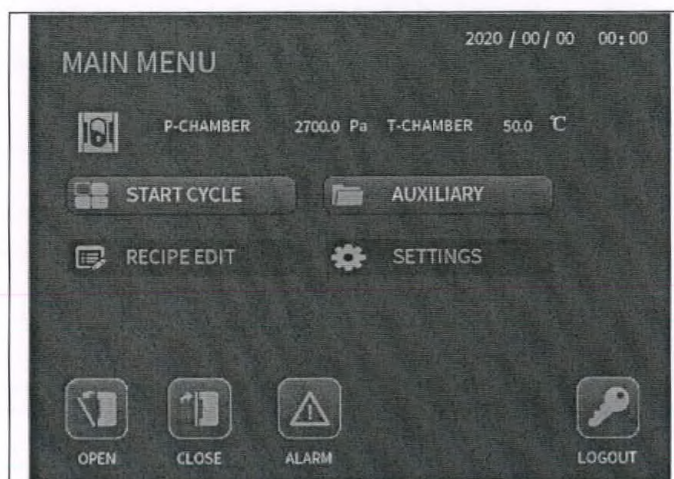 2020 / 00 / 00 00:00
MAIN MENU
P-CHAMBER 2700.0 Pa T-CHAMBER 50.0 ℃
START CYCLE AUXILIARY
RECIPE EDIT SETTINGS
OPEN CLOSE ALARM LOGOUT